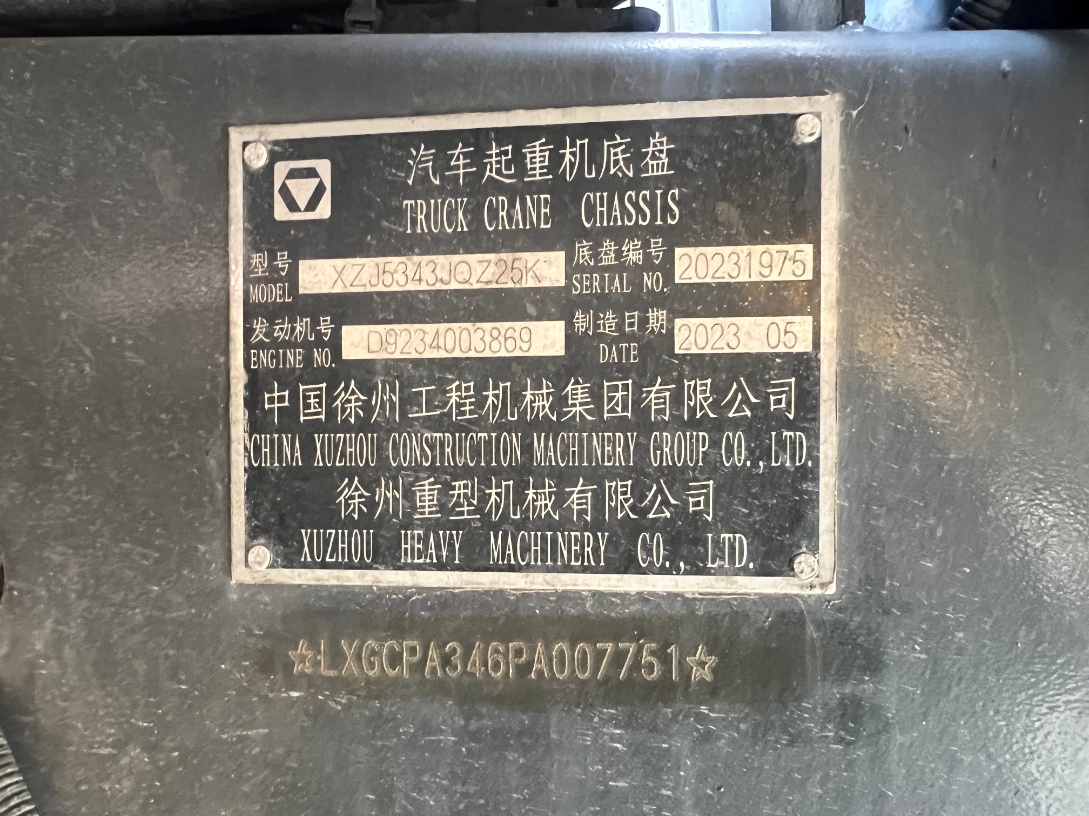 汽车起重机底盘
TRUCK CRANE CHASSIS
型号 XZJ5343JQZ25K 底盘编号 20231975
MODEL SERIAL NO.
发动机号 D9234003869 制造日期 2023 05
ENGINE NO. DATE
中国徐州工程机械集团有限公司
CHINA XUZHOU CONSTRUCTION MACHINERY GROUP CO.,LTD.
徐州重型机械有限公司
XUZHOU HEAVY MACHINERY CO., LTD.
☆LXGCPA346PA007751☆